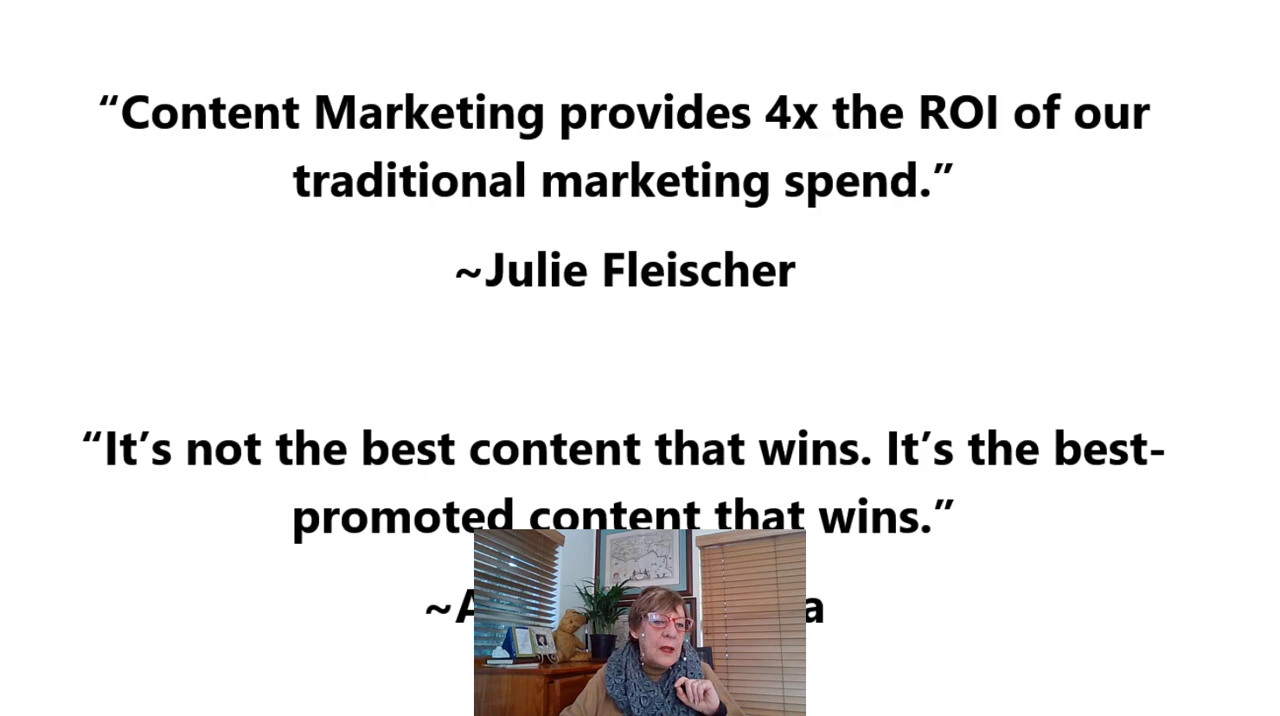 “Content Marketing provides 4x the ROI of our
traditional marketing spend.”
~Julie Fleischer
“It’s not the best content that wins. It’s the best-
promoted content that wins.”